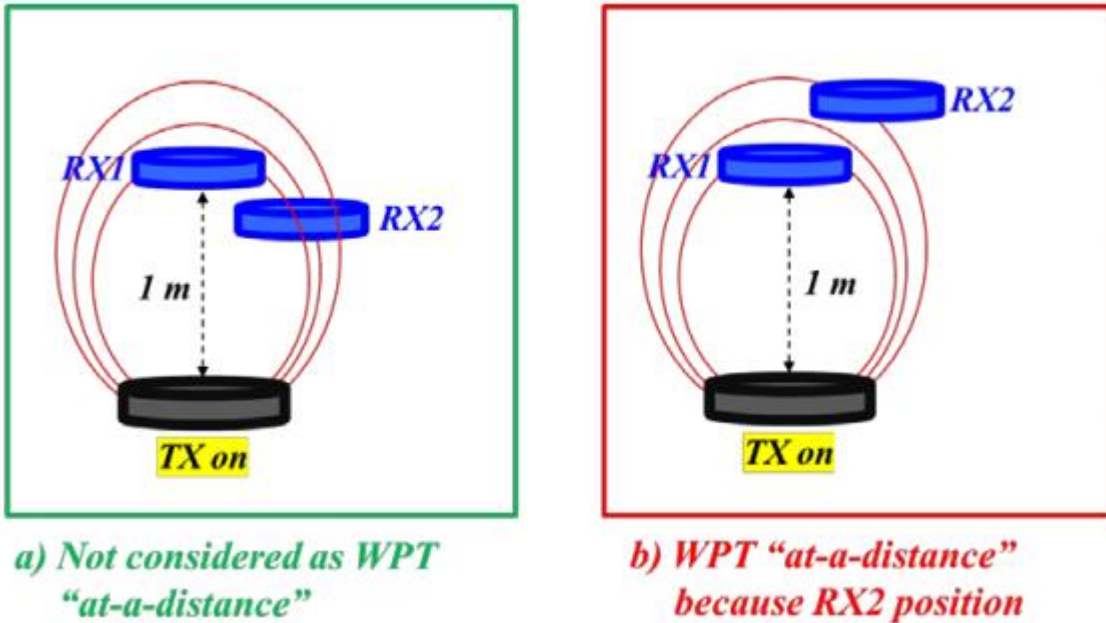 RX1
RX2
1 m
TX on
a) Not considered as WPT
“at-a-distance”
RX2
RX1
1 m
TX on
b) WPT “at-a-distance”
because RX2 position